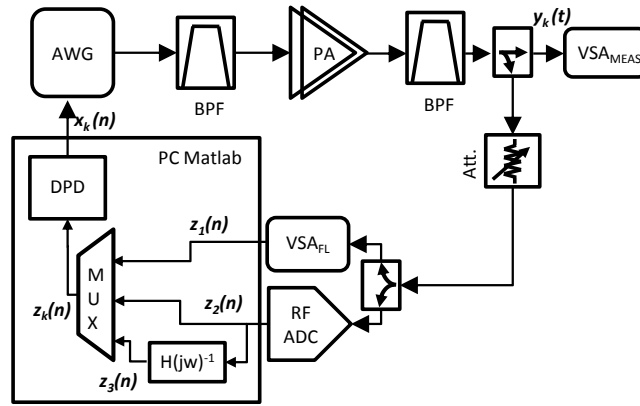 AWG
BPF
PA
BPF
y_k(t)
VSA_MEAS
x_k(n)
PC Matlab
Att.
DPD
z_1(n)
VSA_FL
M
U
X
z_k(n)
z_2(n)
RF
ADC
H(jw)^-1
z_3(n)